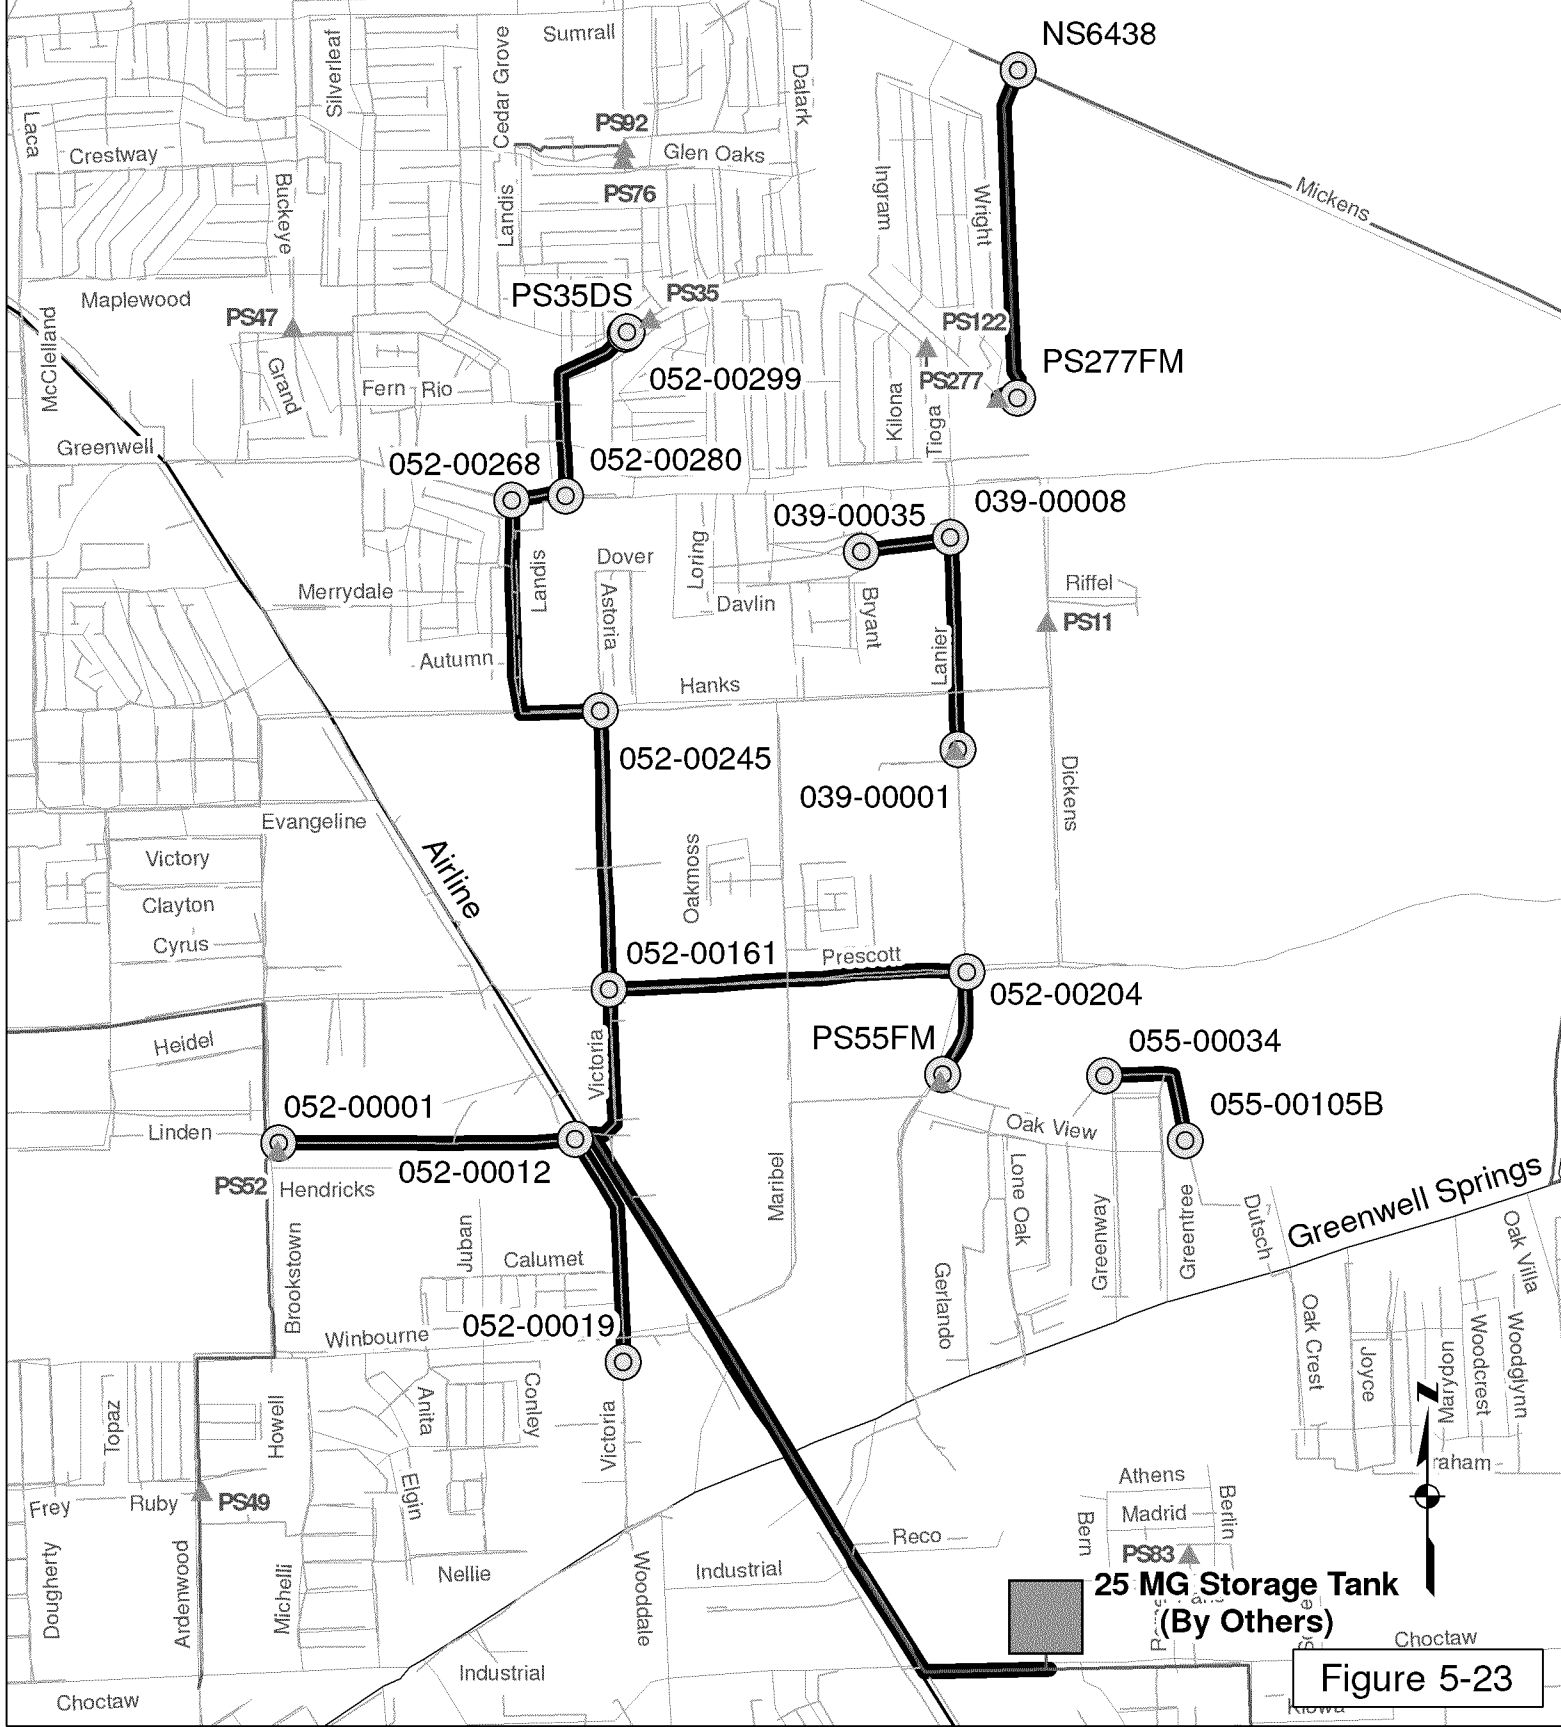 NS6438
Sumrall
Silverleaf
Cedar Grove
Dalark
PS92
Laca
Crestway
Glen Oaks
PS76
Buckeye
Landis
Ingram
Wright
Mickens
Maplewood
PS35DS
PS35
PS47
PS122
McClelland
PS277FM
052-00299
PS277
Grand
Fern Rio
Kilona
Tioga
Greenwell
052-00268
052-00280
039-00035
039-00008
Landis
Dover
Loring
Merrydale
Astoria
Davlin
Bryant
Riffel
PS11
Autumn
Lanier
Hanks
052-00245
039-00001
Dickens
Evangeline
Airline
Victory
Oakmoss
Clayton
Cyrus
052-00161
Prescott
052-00204
Heidel
Victoria
PS55FM
055-00034
052-00001
055-00105B
Linden
Oak View
052-00012
PS52
Hendricks
Maribel
Lone Oak
Greenway
Greentree
Dutsch
Greenwell Springs
Oak Villa
Brookstown
Juban
Calumet
Gerlando
052-00019
Winbourne
Oak Crest
Joyce
Marydon
Woodcrest
Woodglynn
Topaz
Howell
Anita
Conley
Victoria
N
raham
Athens
Frey
Ruby
PS49
Elgin
Madrid
Berlin
Bern
Reco
PS83
Dougherty
Ardenwood
Michelli
Nellie
Wooddale
Industrial
25 MG Storage Tank
(By Others)
Industrial
Choctaw
Choctaw
Figure 5-23